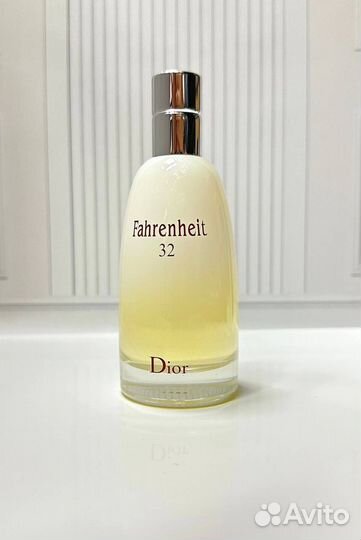 Fahrenheit
32
Dior
Avito